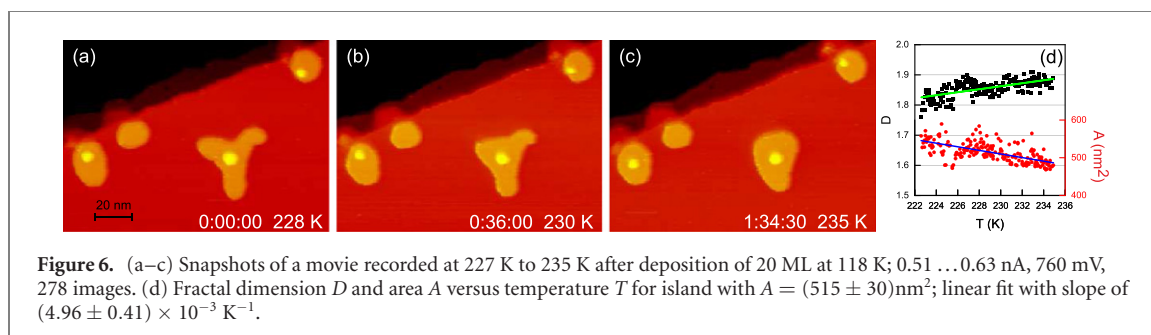 (a)
20 nm
0:00:00 228 K
(b)
0:36:00 230 K
(c)
1:34:30 235 K
(d)
2.0
1.9
1.8
1.7
1.6
1.5
D
600
500
400
A (nm²)
222 224 226 228 230 232 234 236
T (K)
Figure 6. (a–c) Snapshots of a movie recorded at 227 K to 235 K after deposition of 20 ML at 118 K; 0.51 … 0.63 nA, 760 mV,
278 images. (d) Fractal dimension D and area A versus temperature T for island with A = (515 ± 30)nm²; linear fit with slope of
(4.96 ± 0.41) × 10⁻³ K⁻¹.